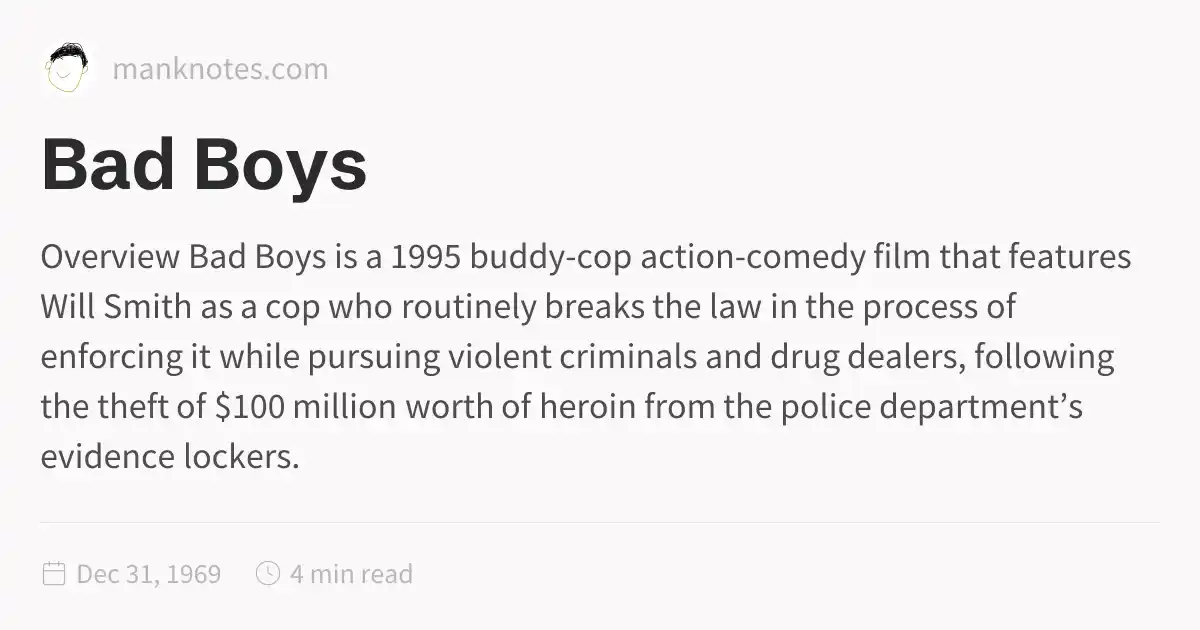 manknotes.com
Bad Boys
Overview Bad Boys is a 1995 buddy-cop action-comedy film that features
Will Smith as a cop who routinely breaks the law in the process of
enforcing it while pursuing violent criminals and drug dealers, following
the theft of $100 million worth of heroin from the police department’s
evidence lockers.
Dec 31, 1969 4 min read